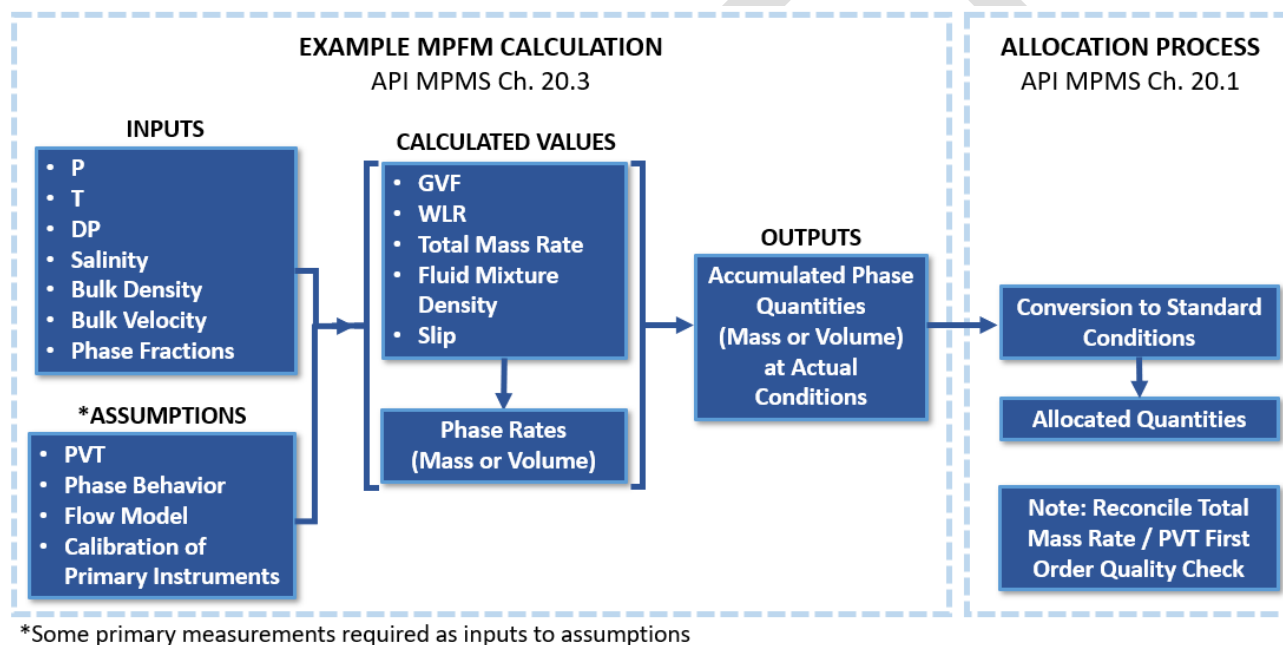 EXAMPLE MPFM CALCULATION
API MPMS Ch. 20.3
INPUTS
• P
• T
• DP
• Salinity
• Bulk Density
• Bulk Velocity
• Phase Fractions
*ASSUMPTIONS
• PVT
• Phase Behavior
• Flow Model
• Calibration of
Primary Instruments
CALCULATED VALUES
• GVF
• WLR
• Total Mass Rate
• Fluid Mixture
Density
• Slip
Phase Rates
(Mass or Volume)
OUTPUTS
Accumulated Phase
Quantities
(Mass or Volume)
at Actual
Conditions
ALLOCATION PROCESS
API MPMS Ch. 20.1
Conversion to Standard
Conditions
Allocated Quantities
Note: Reconcile Total
Mass Rate / PVT First
Order Quality Check
*Some primary measurements required as inputs to assumptions